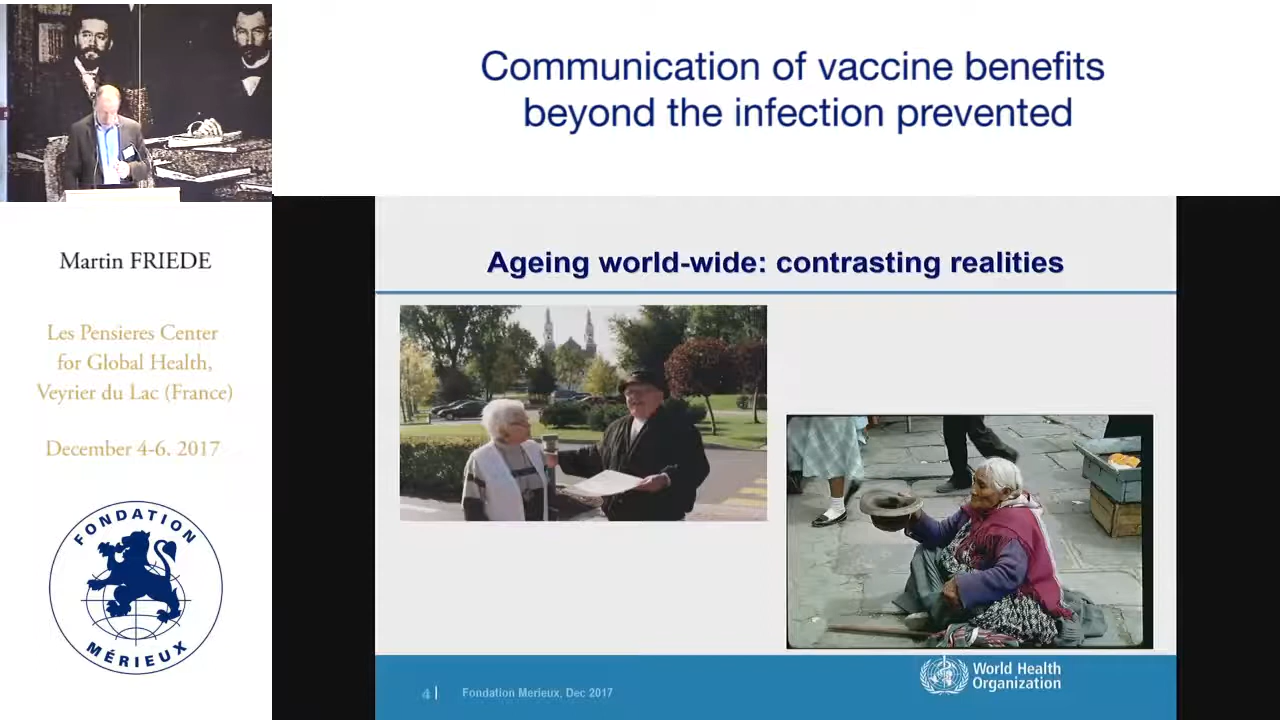 Communication of vaccine benefits
beyond the infection prevented
Martin FRIEDE
Les Pensieres Center
for Global Health,
Veyrier du Lac (France)
December 4-6, 2017
FONDATION
MÉRIEUX
Ageing world-wide: contrasting realities
4
Fondation Merieux, Dec 2017
World Health
Organization